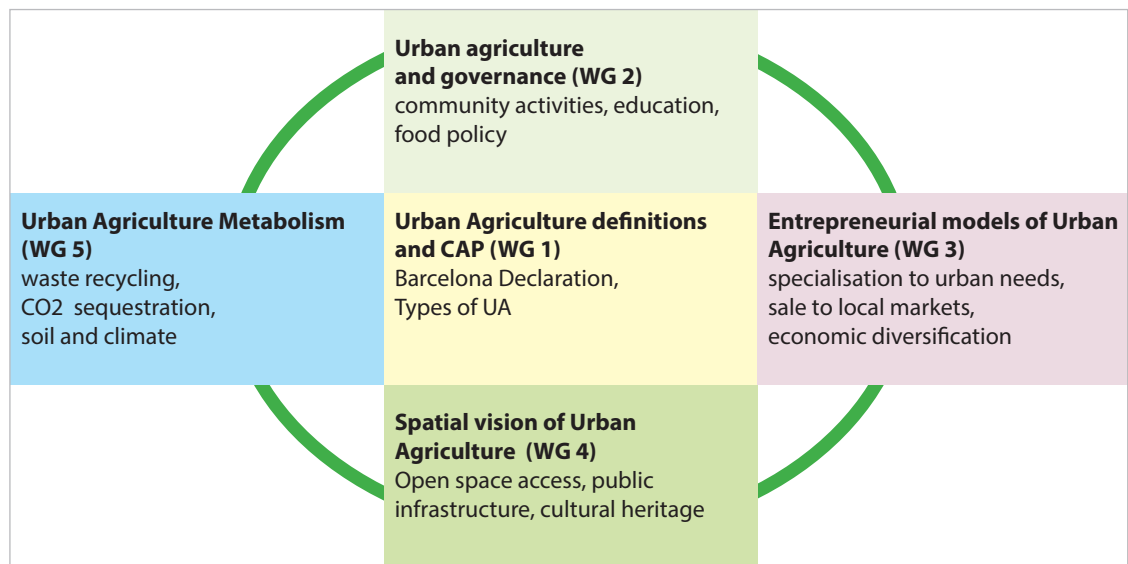 Urban agriculture
and governance (WG 2)
community activities, education,
food policy
Urban Agriculture Metabolism
(WG 5)
waste recycling,
CO2 sequestration,
soil and climate
Urban Agriculture definitions
and CAP (WG 1)
Barcelona Declaration,
Types of UA
Entrepreneurial models of Urban
Agriculture (WG 3)
specialisation to urban needs,
sale to local markets,
economic diversification
Spatial vision of Urban
Agriculture (WG 4)
Open space access, public
infrastructure, cultural heritage